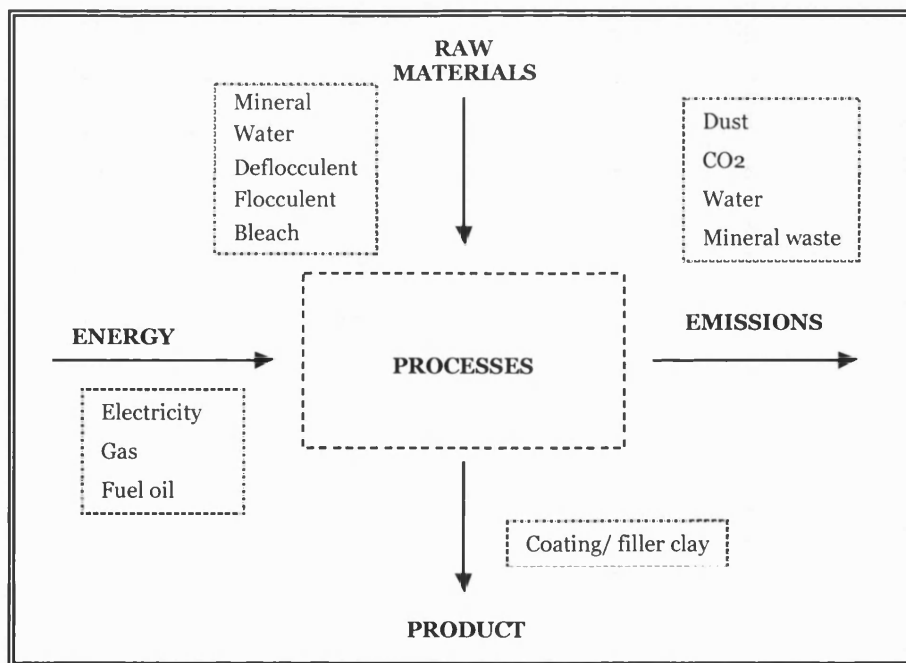 RAW
MATERIALS
Mineral
Water
Deflocculent
Flocculent
Bleach
Dust
CO2
Water
Mineral waste
ENERGY
EMISSIONS
PROCESSES
Electricity
Gas
Fuel oil
Coating/ filler clay
PRODUCT